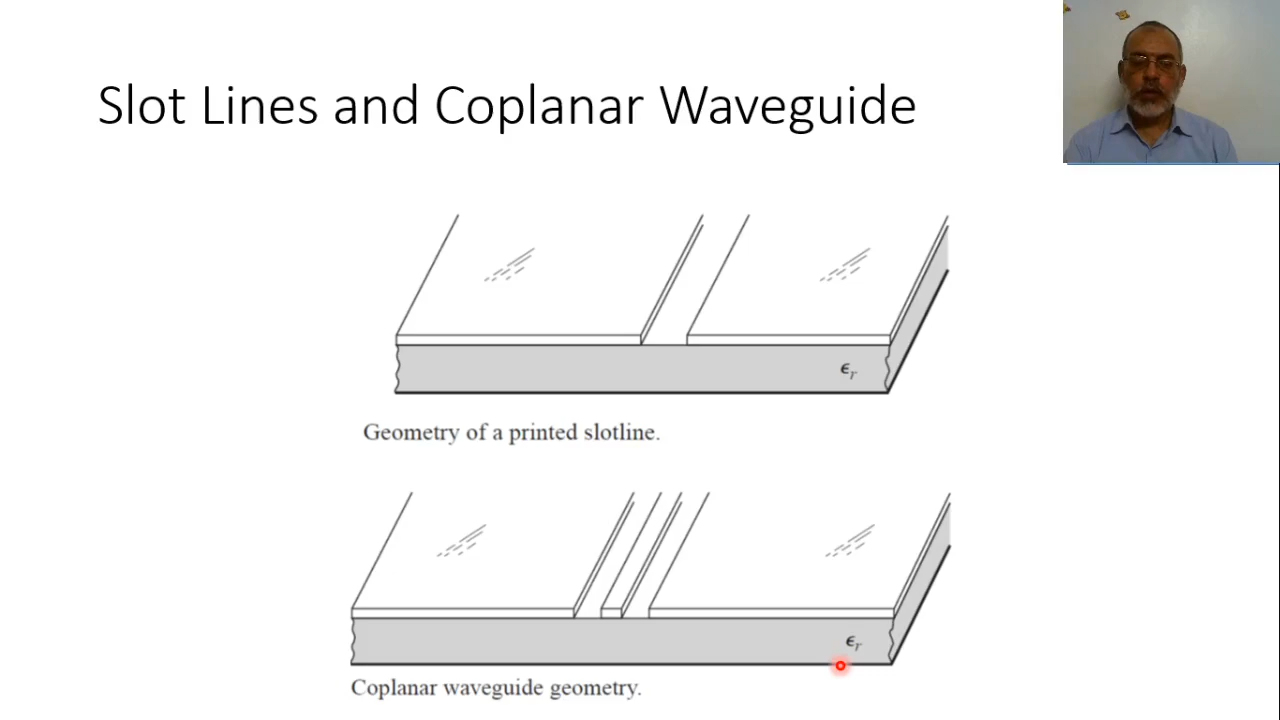 Slot Lines and Coplanar Waveguide
ϵr
Geometry of a printed slotline.
ϵr
Coplanar waveguide geometry.